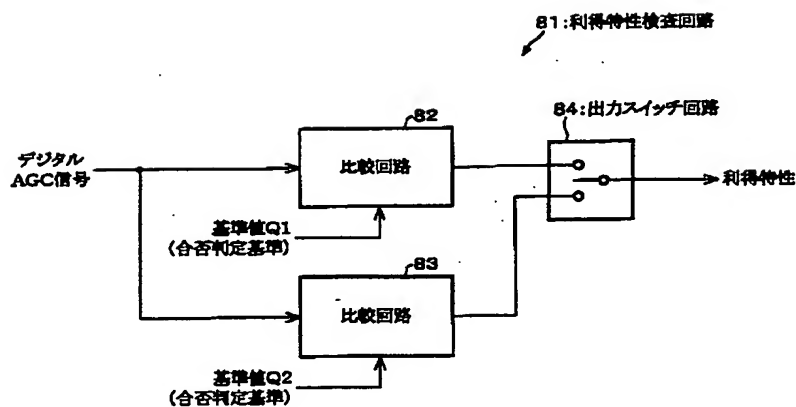 81:利得特性検査回路
82
84:出力スイッチ回路
デジタル
AGC信号
比較回路
利得特性
基準値Q1
(合否判定基準)
83
比較回路
基準値Q2
(合否判定基準)